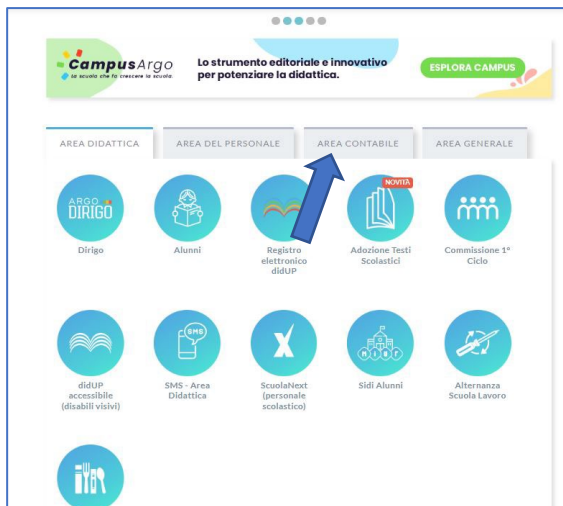 CampusArgo
la scuola che fa crescere la scuola.
Lo strumento editoriale e innovativo
per potenziare la didattica.
ESPLORA CAMPUS
AREA DIDATTICA
AREA DEL PERSONALE
AREA CONTABILE
AREA GENERALE
ARGO
DIRIGO
Dirigo
Alunni
Registro
elettronico
didUP
NOVITÀ
Adozione Testi
Scolastici
Commissione 1°
Ciclo
didUP
accessibile
(disabili visivi)
SMS
SMS - Area
Didattica
ScuolaNext
(personale
scolastico)
MIUR
Sidi Alunni
Alternanza
Scuola Lavoro